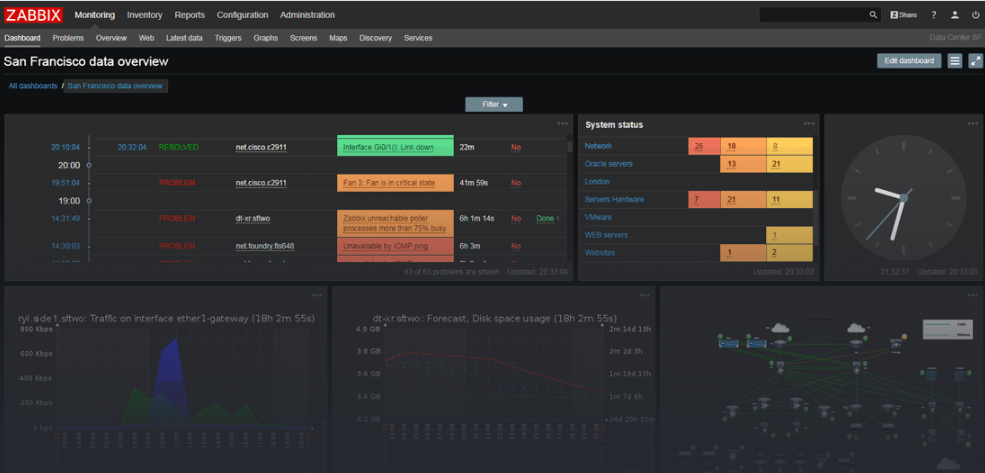 ZABBIX Monitoring Inventory Reports Configuration Administration Share ?
Dashboard Problems Overview Web Latest data Triggers Graphs Screens Maps Discovery Services Data Center SF
San Francisco data overview Edit dashboard
All dashboards / San Francisco data overview
Filter
20:10:04 20:32:04 RESOLVED net.cisco.c2911 Interface Gi0/1(): Link down 22m No
20:00
19:51:04 PROBLEM net.cisco.c2911 Fan 3: Fan is in critical state 41m 59s No
19:00
14:31:49 PROBLEM dt-xr.sftwo Zabbix unreachable poller
processes more than 75% busy 6h 1m 14s No Done
14:30:03 PROBLEM net.foundry.fls648 Unavailable by ICMP ping 6h 3m No
63 of 63 problems are shown Updated: 20:33:04
System status
Network 26 18 8
Oracle servers 13 21
London
Servers Hardware 7 21 11
VMware
WEB servers 1
Websites 1 2
Updated: 20:33:03
21:32:37 Updated: 20:33:03
ryl.side1.sftwo: Traffic on interface ether1-gateway (18h 2m 55s)
800 Kbps
600 Kbps
400 Kbps
200 Kbps
0 bps
dt-xr.sftwo: Forecast, Disk space usage (18h 2m 55s)
4.0 GB 2m 14d 13h
3.8 GB 2m 2d 3h
3.6 GB 1m 19d 17h
3.4 GB 1m 7d 6h
3.2 GB 24d 20h 31m